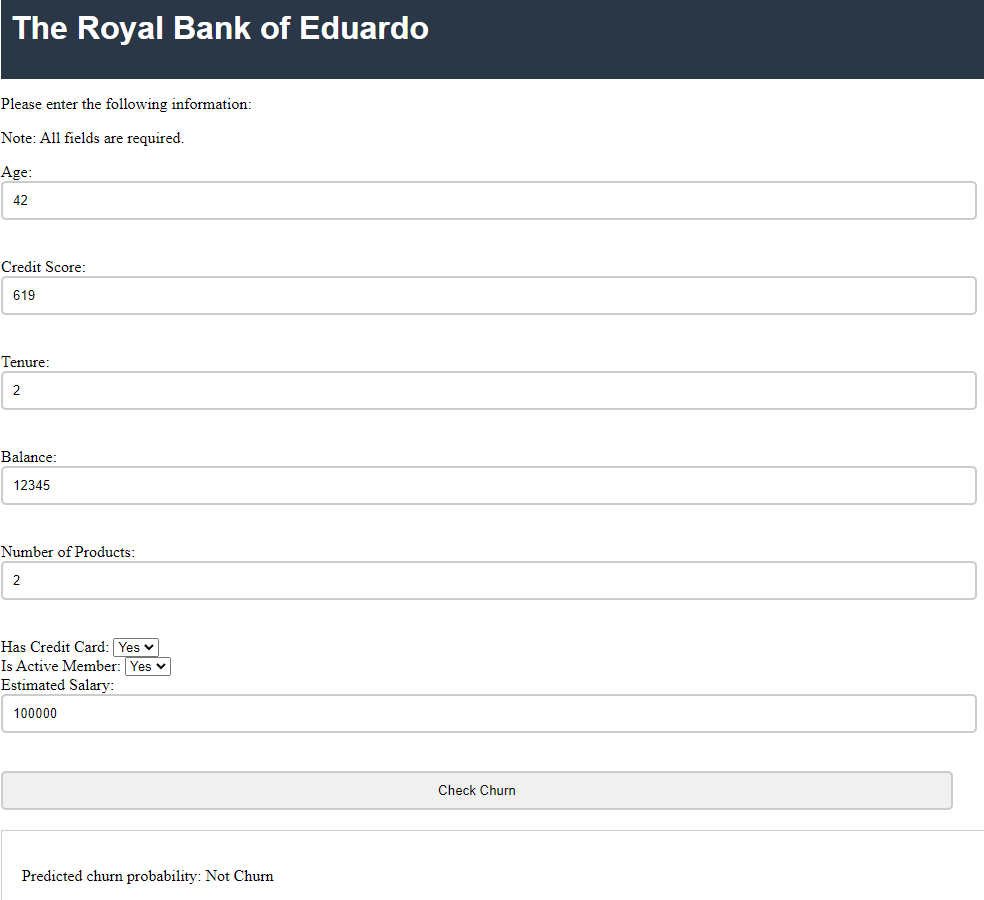 The Royal Bank of Eduardo
Please enter the following information:
Note: All fields are required.
Age:
42
Credit Score:
619
Tenure:
2
Balance:
12345
Number of Products:
2
Has Credit Card: Yes
Is Active Member: Yes
Estimated Salary:
100000
Check Churn
Predicted churn probability: Not Churn